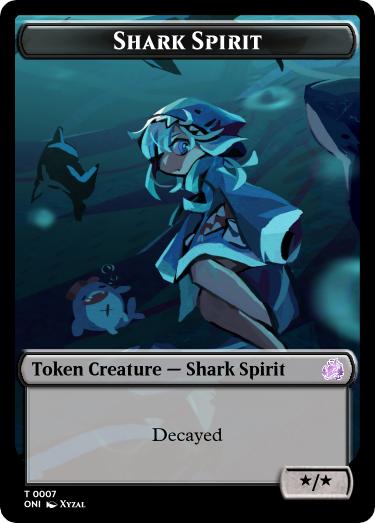 Shark Spirit
Token Creature — Shark Spirit
Decayed
★/★
T 0007
ONI Xyzal